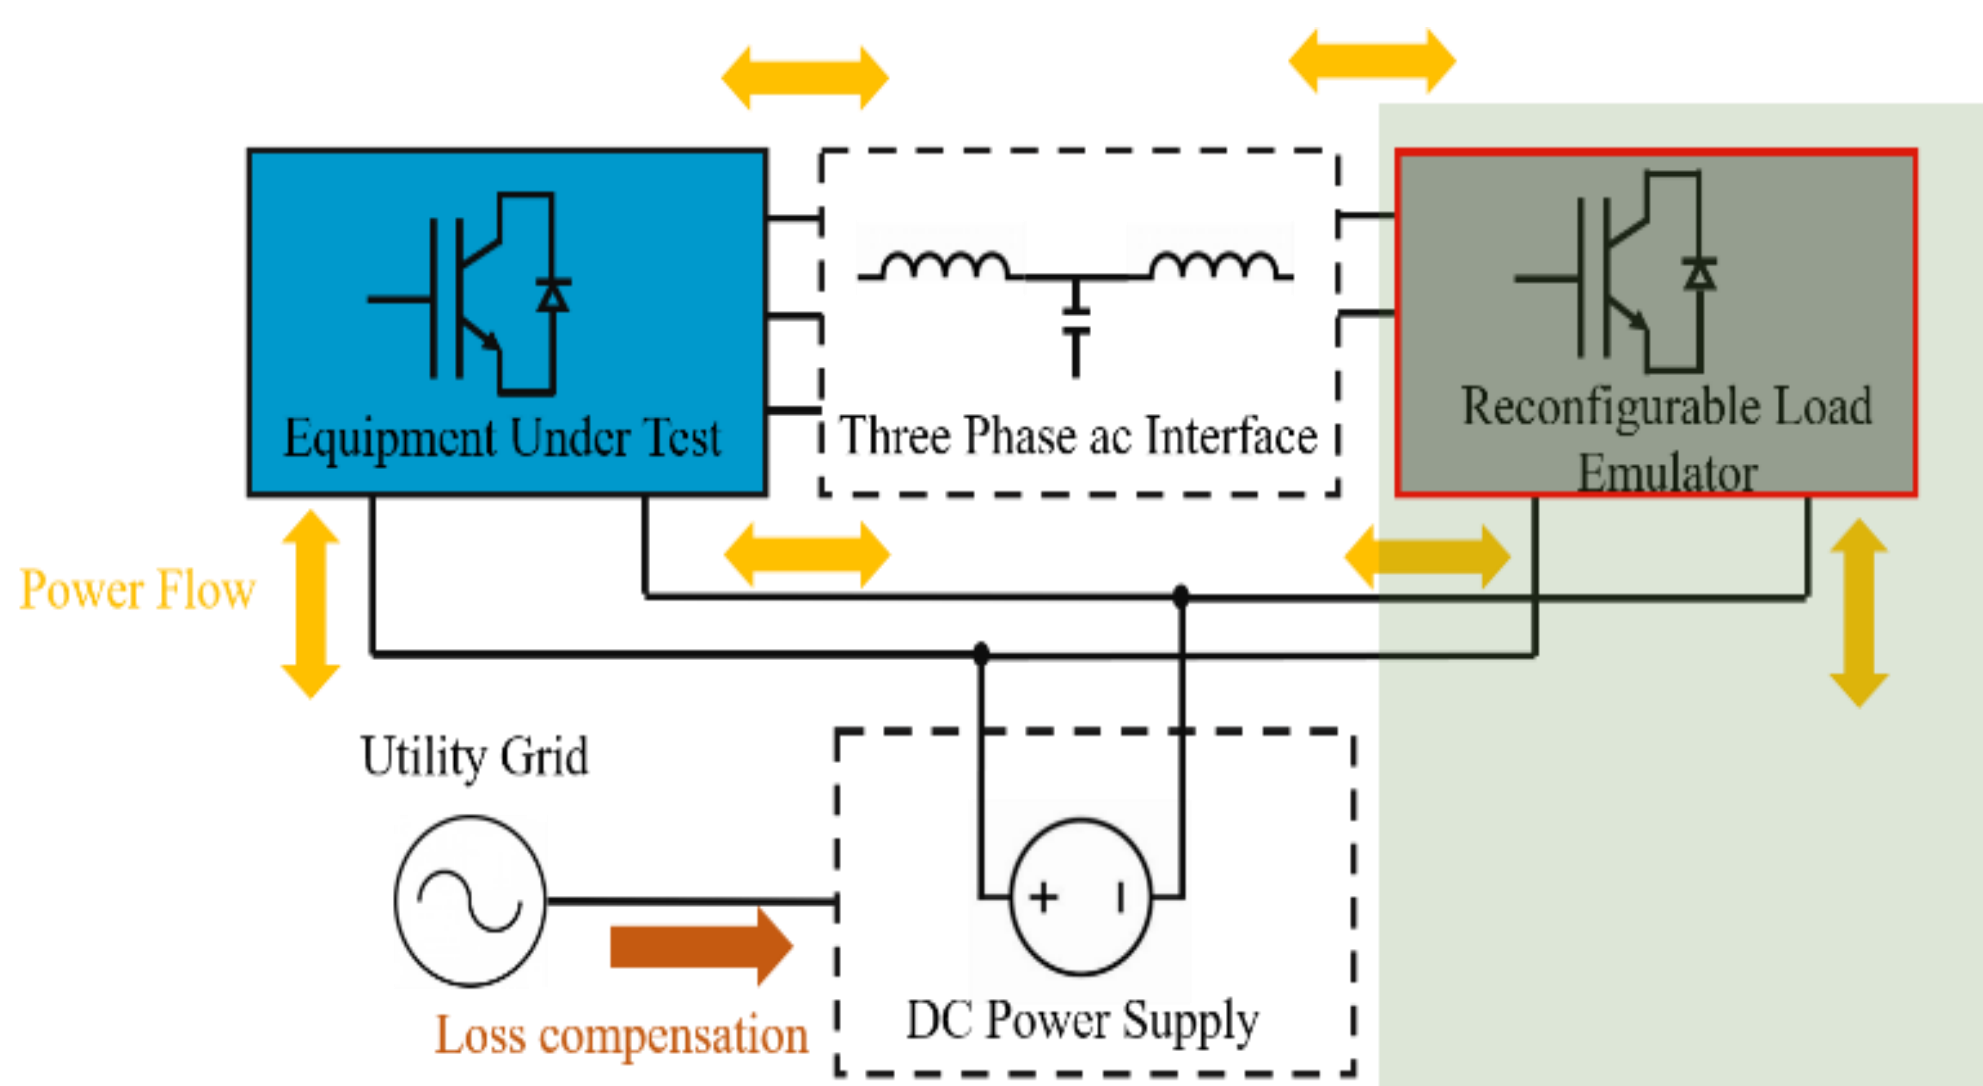 Equipment Under Test
Three Phase ac Interface
Reconfigurable Load
Emulator
Power Flow
Utility Grid
+
DC Power Supply
Loss compensation